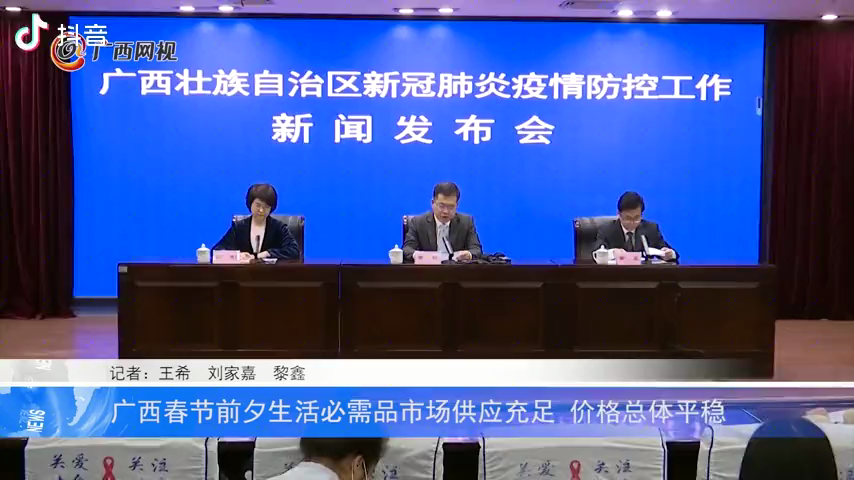 抖音
广西网视
广西壮族自治区新冠肺炎疫情防控工作
新闻发布会
记者：王希 刘家嘉 黎鑫
广西春节前夕生活必需品市场供应充足 价格总体平稳
NEWS
关爱 关注
关爱 关注